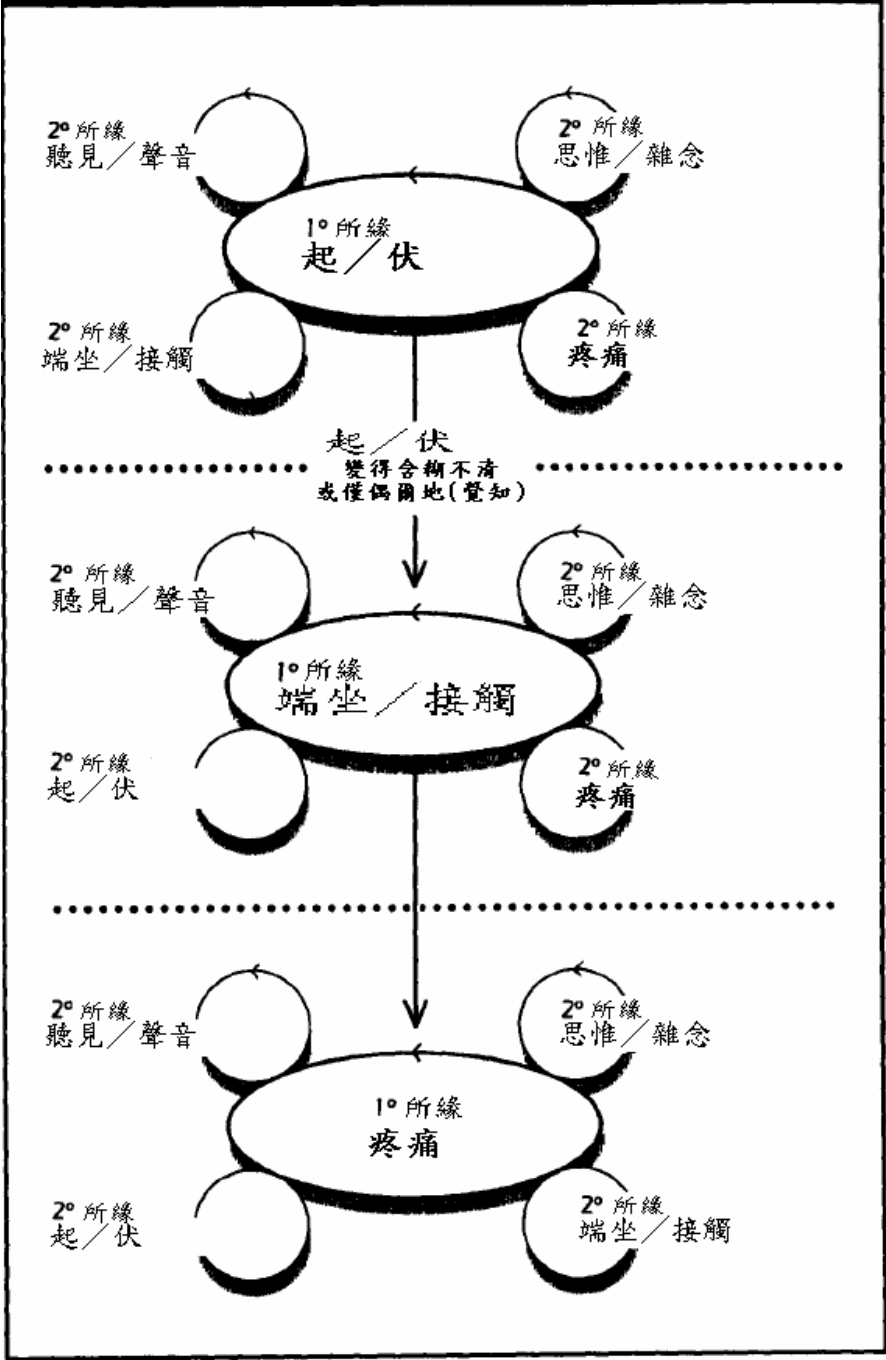 2° 所緣
聽見／聲音
2° 所緣
思惟／雜念
1° 所緣
起／伏
2° 所緣
端坐／接觸
2° 所緣
疼痛
起／伏
變得含糊不清
或僅偶爾地(覺知)
2° 所緣
聽見／聲音
2° 所緣
思惟／雜念
1° 所緣
端坐／接觸
2° 所緣
起／伏
2° 所緣
疼痛
2° 所緣
聽見／聲音
2° 所緣
思惟／雜念
1° 所緣
疼痛
2° 所緣
起／伏
2° 所緣
端坐／接觸